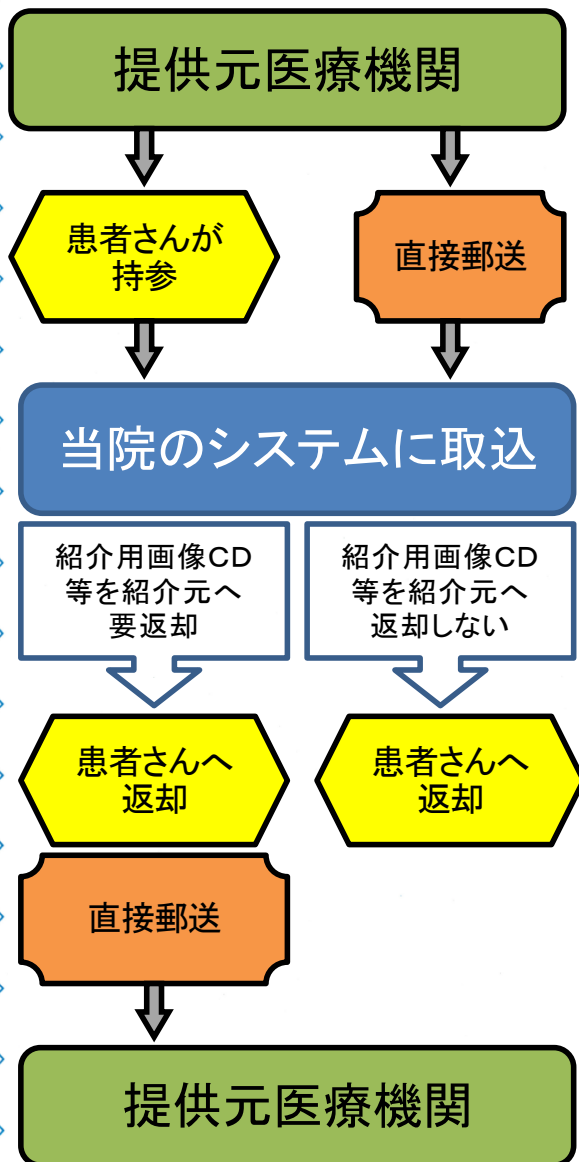 提供元医療機関
患者さんが
持参
直接郵送
当院のシステムに取込
紹介用画像CD
等を紹介元へ
要返却
紹介用画像CD
等を紹介元へ
返却しない
患者さんへ
返却
患者さんへ
返却
直接郵送
提供元医療機関